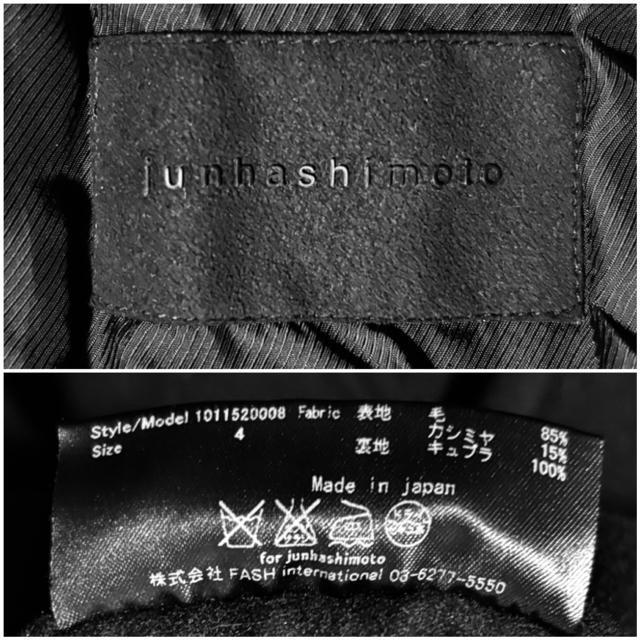 junhashimoto
Style/Model 1011520008 Fabric 表地 毛 85%
Size 4 カシミヤ 15%
裏地 キュプラ 100%
Made in japan
for junhashimoto
株式会社 FASH international 03-6277-5550